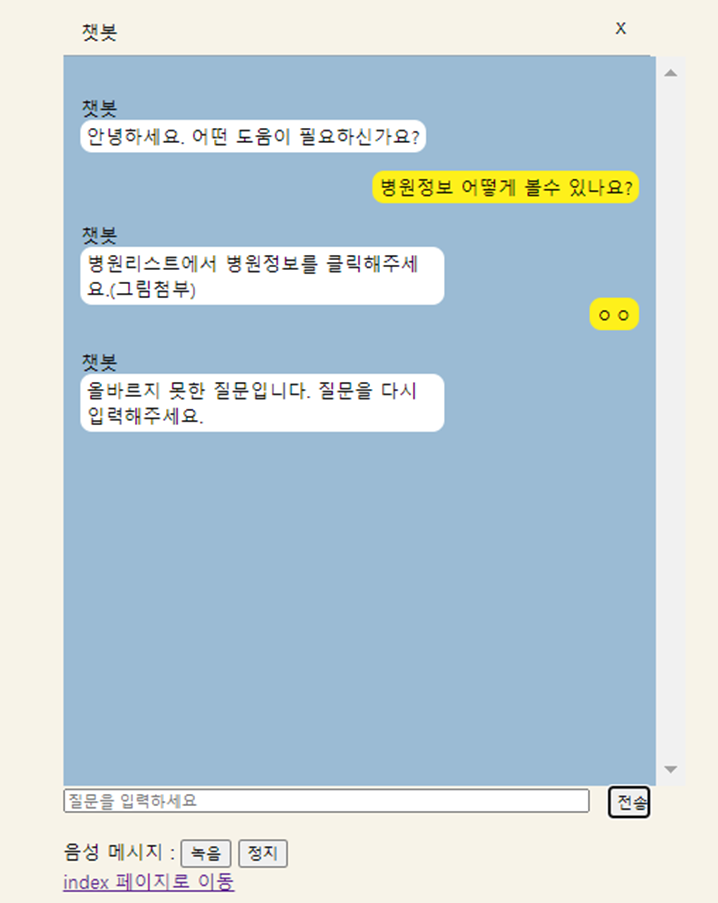 챗봇 X
챗봇
안녕하세요. 어떤 도움이 필요하신가요?
병원정보 어떻게 볼수 있나요?
챗봇
병원리스트에서 병원정보를 클릭해주세
요.(그림첨부)
ㅇㅇ
챗봇
올바르지 못한 질문입니다. 질문을 다시
입력해주세요.
질문을 입력하세요 전송
음성 메시지 : 녹음 정지
index 페이지로 이동